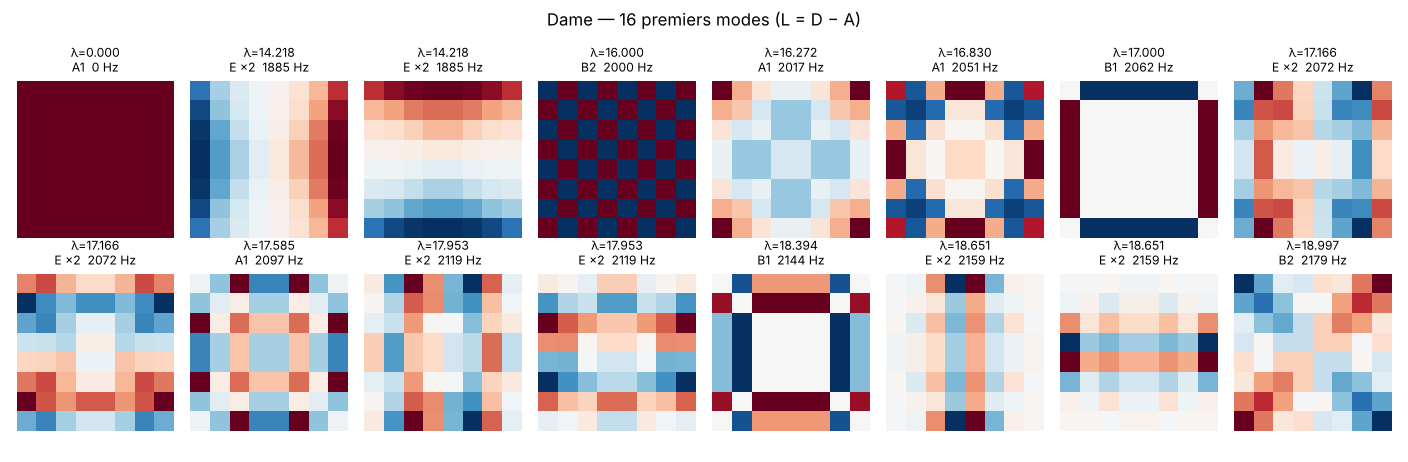 Dame — 16 premiers modes (L = D − A)
λ=0.000
A1 0 Hz
λ=14.218
E ×2 1885 Hz
λ=14.218
E ×2 1885 Hz
λ=16.000
B2 2000 Hz
λ=16.272
A1 2017 Hz
λ=16.830
A1 2051 Hz
λ=17.000
B1 2062 Hz
λ=17.166
E ×2 2072 Hz
λ=17.166
E ×2 2072 Hz
λ=17.585
A1 2097 Hz
λ=17.953
E ×2 2119 Hz
λ=17.953
E ×2 2119 Hz
λ=18.394
B1 2144 Hz
λ=18.651
E ×2 2159 Hz
λ=18.651
E ×2 2159 Hz
λ=18.997
B2 2179 Hz